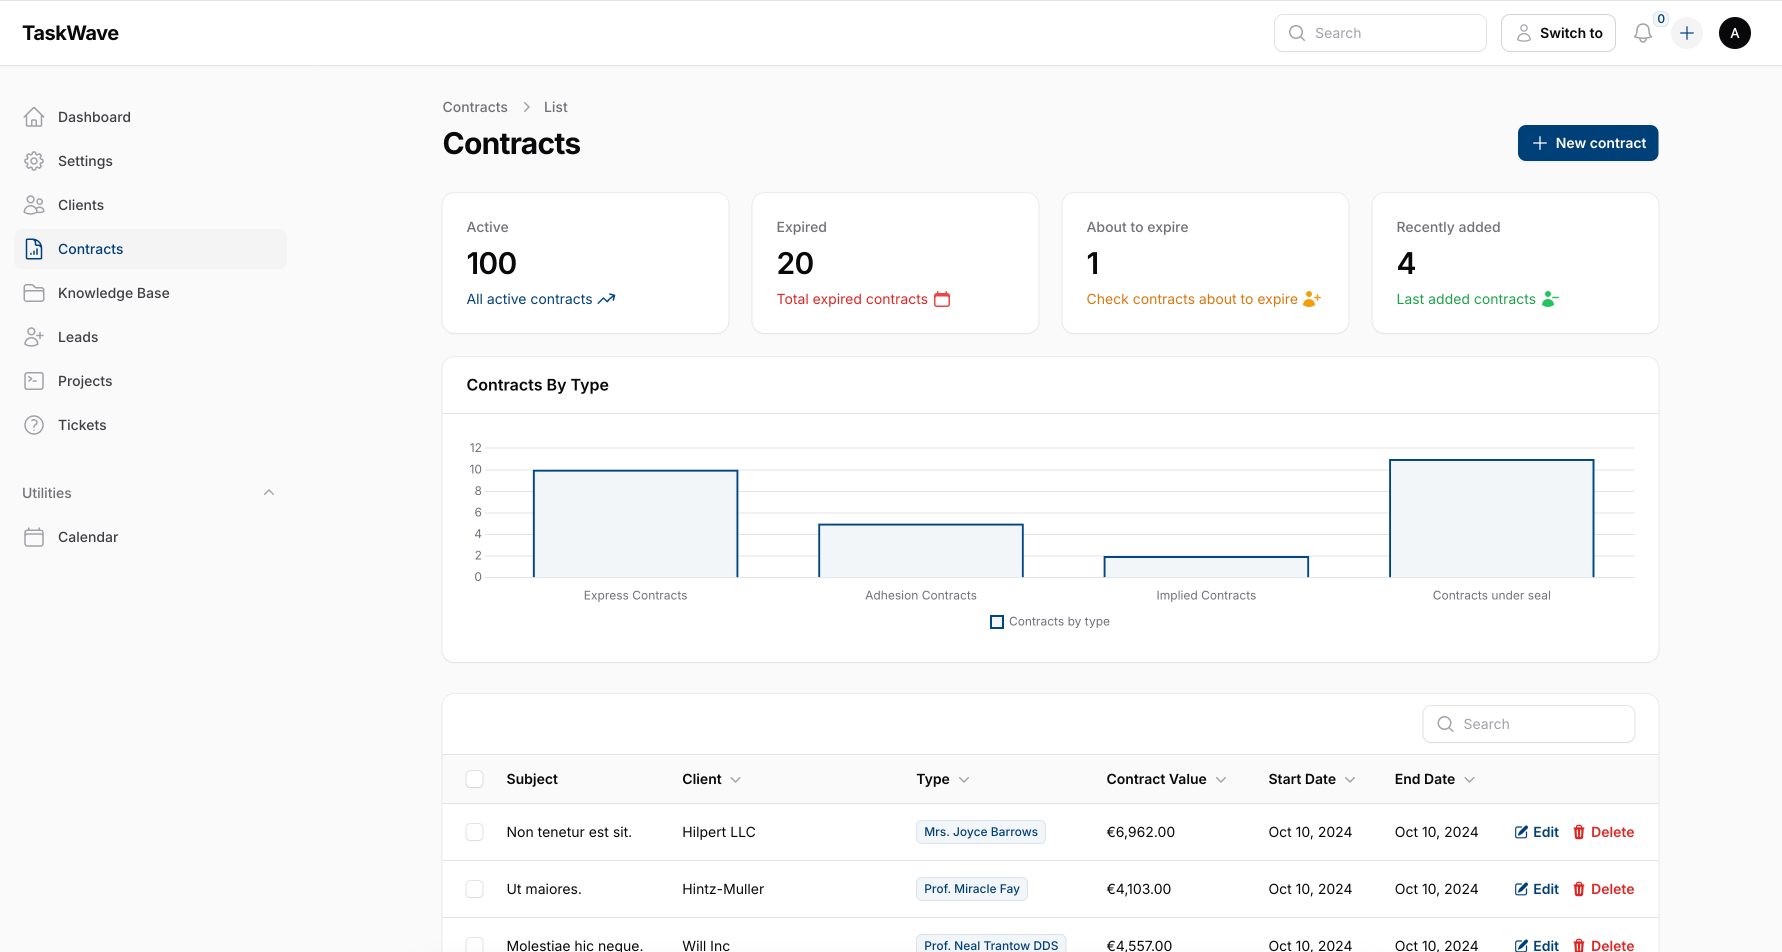 TaskWave
Search
Switch to
0
A
Dashboard
Settings
Clients
Contracts
Knowledge Base
Leads
Projects
Tickets
Utilities
Calendar
Contracts > List
Contracts
New contract
Active
100
All active contracts
Expired
20
Total expired contracts
About to expire
1
Check contracts about to expire
Recently added
4
Last added contracts
Contracts By Type
12
10
8
6
4
2
0
Express Contracts Adhesion Contracts Implied Contracts Contracts under seal
Contracts by type
Search
Subject Client Type Contract Value Start Date End Date
Non tenetur est sit. Hilpert LLC Mrs. Joyce Barrows €6,962.00 Oct 10, 2024 Oct 10, 2024 Edit Delete
Ut maiores. Hintz-Muller Prof. Miracle Fay €4,103.00 Oct 10, 2024 Oct 10, 2024 Edit Delete
Molestiae hic neque. Will Inc Prof. Neal Trantow DDS €4,557.00 Oct 10, 2024 Oct 10, 2024 Edit Delete